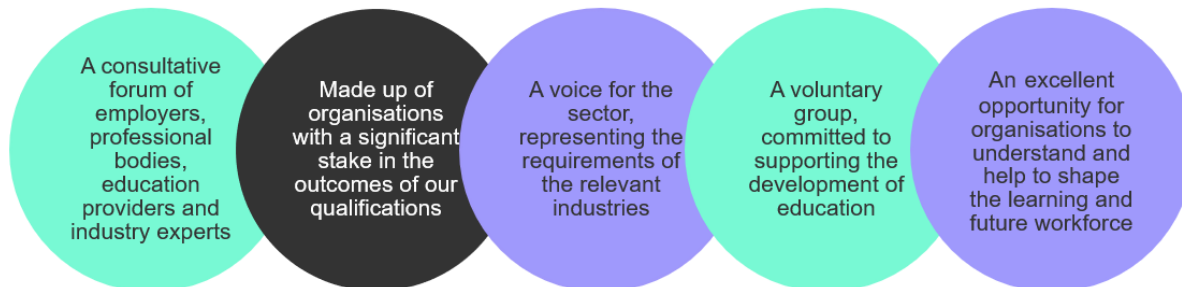 A consultative
forum of
employers,
professional
bodies,
education
providers and
industry experts
Made up of
organisations
with a significant
stake in the
outcomes of our
qualifications
A voice for the
sector,
representing the
requirements of
the relevant
industries
A voluntary
group,
committed to
supporting the
development of
education
An excellent
opportunity for
organisations to
understand and
help to shape
the learning and
future workforce